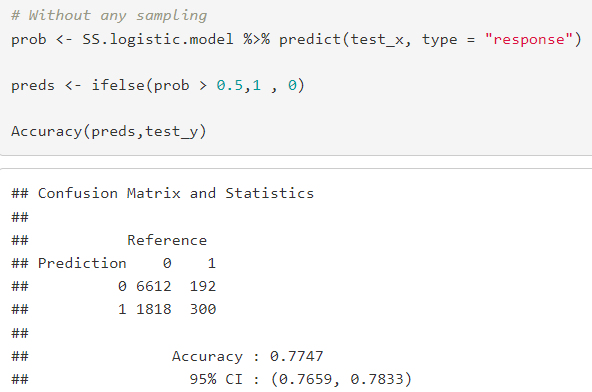 # Without any sampling
prob <- SS.logistic.model %>% predict(test_x, type = "response")
preds <- ifelse(prob > 0.5,1 , 0)
Accuracy(preds,test_y)
## Confusion Matrix and Statistics
##
##           Reference
## Prediction    0    1
##          0 6612  192
##          1 1818  300
##
##                Accuracy : 0.7747
##                  95% CI : (0.7659, 0.7833)